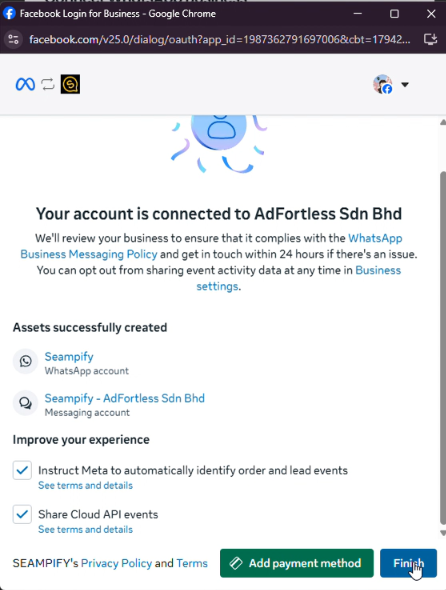 Facebook Login for Business - Google Chrome
facebook.com/v25.0/dialog/oauth?app_id=1987362791697006&cbt=17942...
Your account is connected to AdFortless Sdn Bhd
We'll review your business to ensure that it complies with the WhatsApp
Business Messaging Policy and get in touch within 24 hours if there's an issue.
You can opt out from sharing event activity data at any time in Business
settings.
Assets successfully created
Seampify
WhatsApp account
Seampify - AdFortless Sdn Bhd
Messaging account
Improve your experience
Instruct Meta to automatically identify order and lead events
See terms and details
Share Cloud API events
See terms and details
SEAMPIFY's Privacy Policy and Terms
Add payment method
Finish